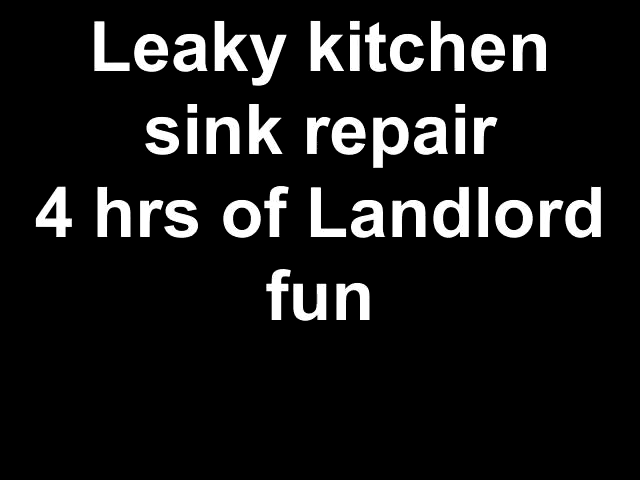 Leaky kitchen
sink repair
4 hrs of Landlord
fun